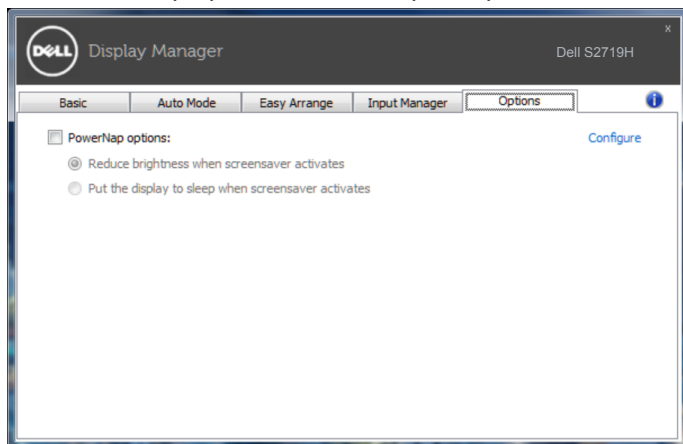 DELL Display Manager
x
Dell S2719H
Basic Auto Mode Easy Arrange Input Manager Options i
PowerNap options: Configure
Reduce brightness when screensaver activates
Put the display to sleep when screensaver activates